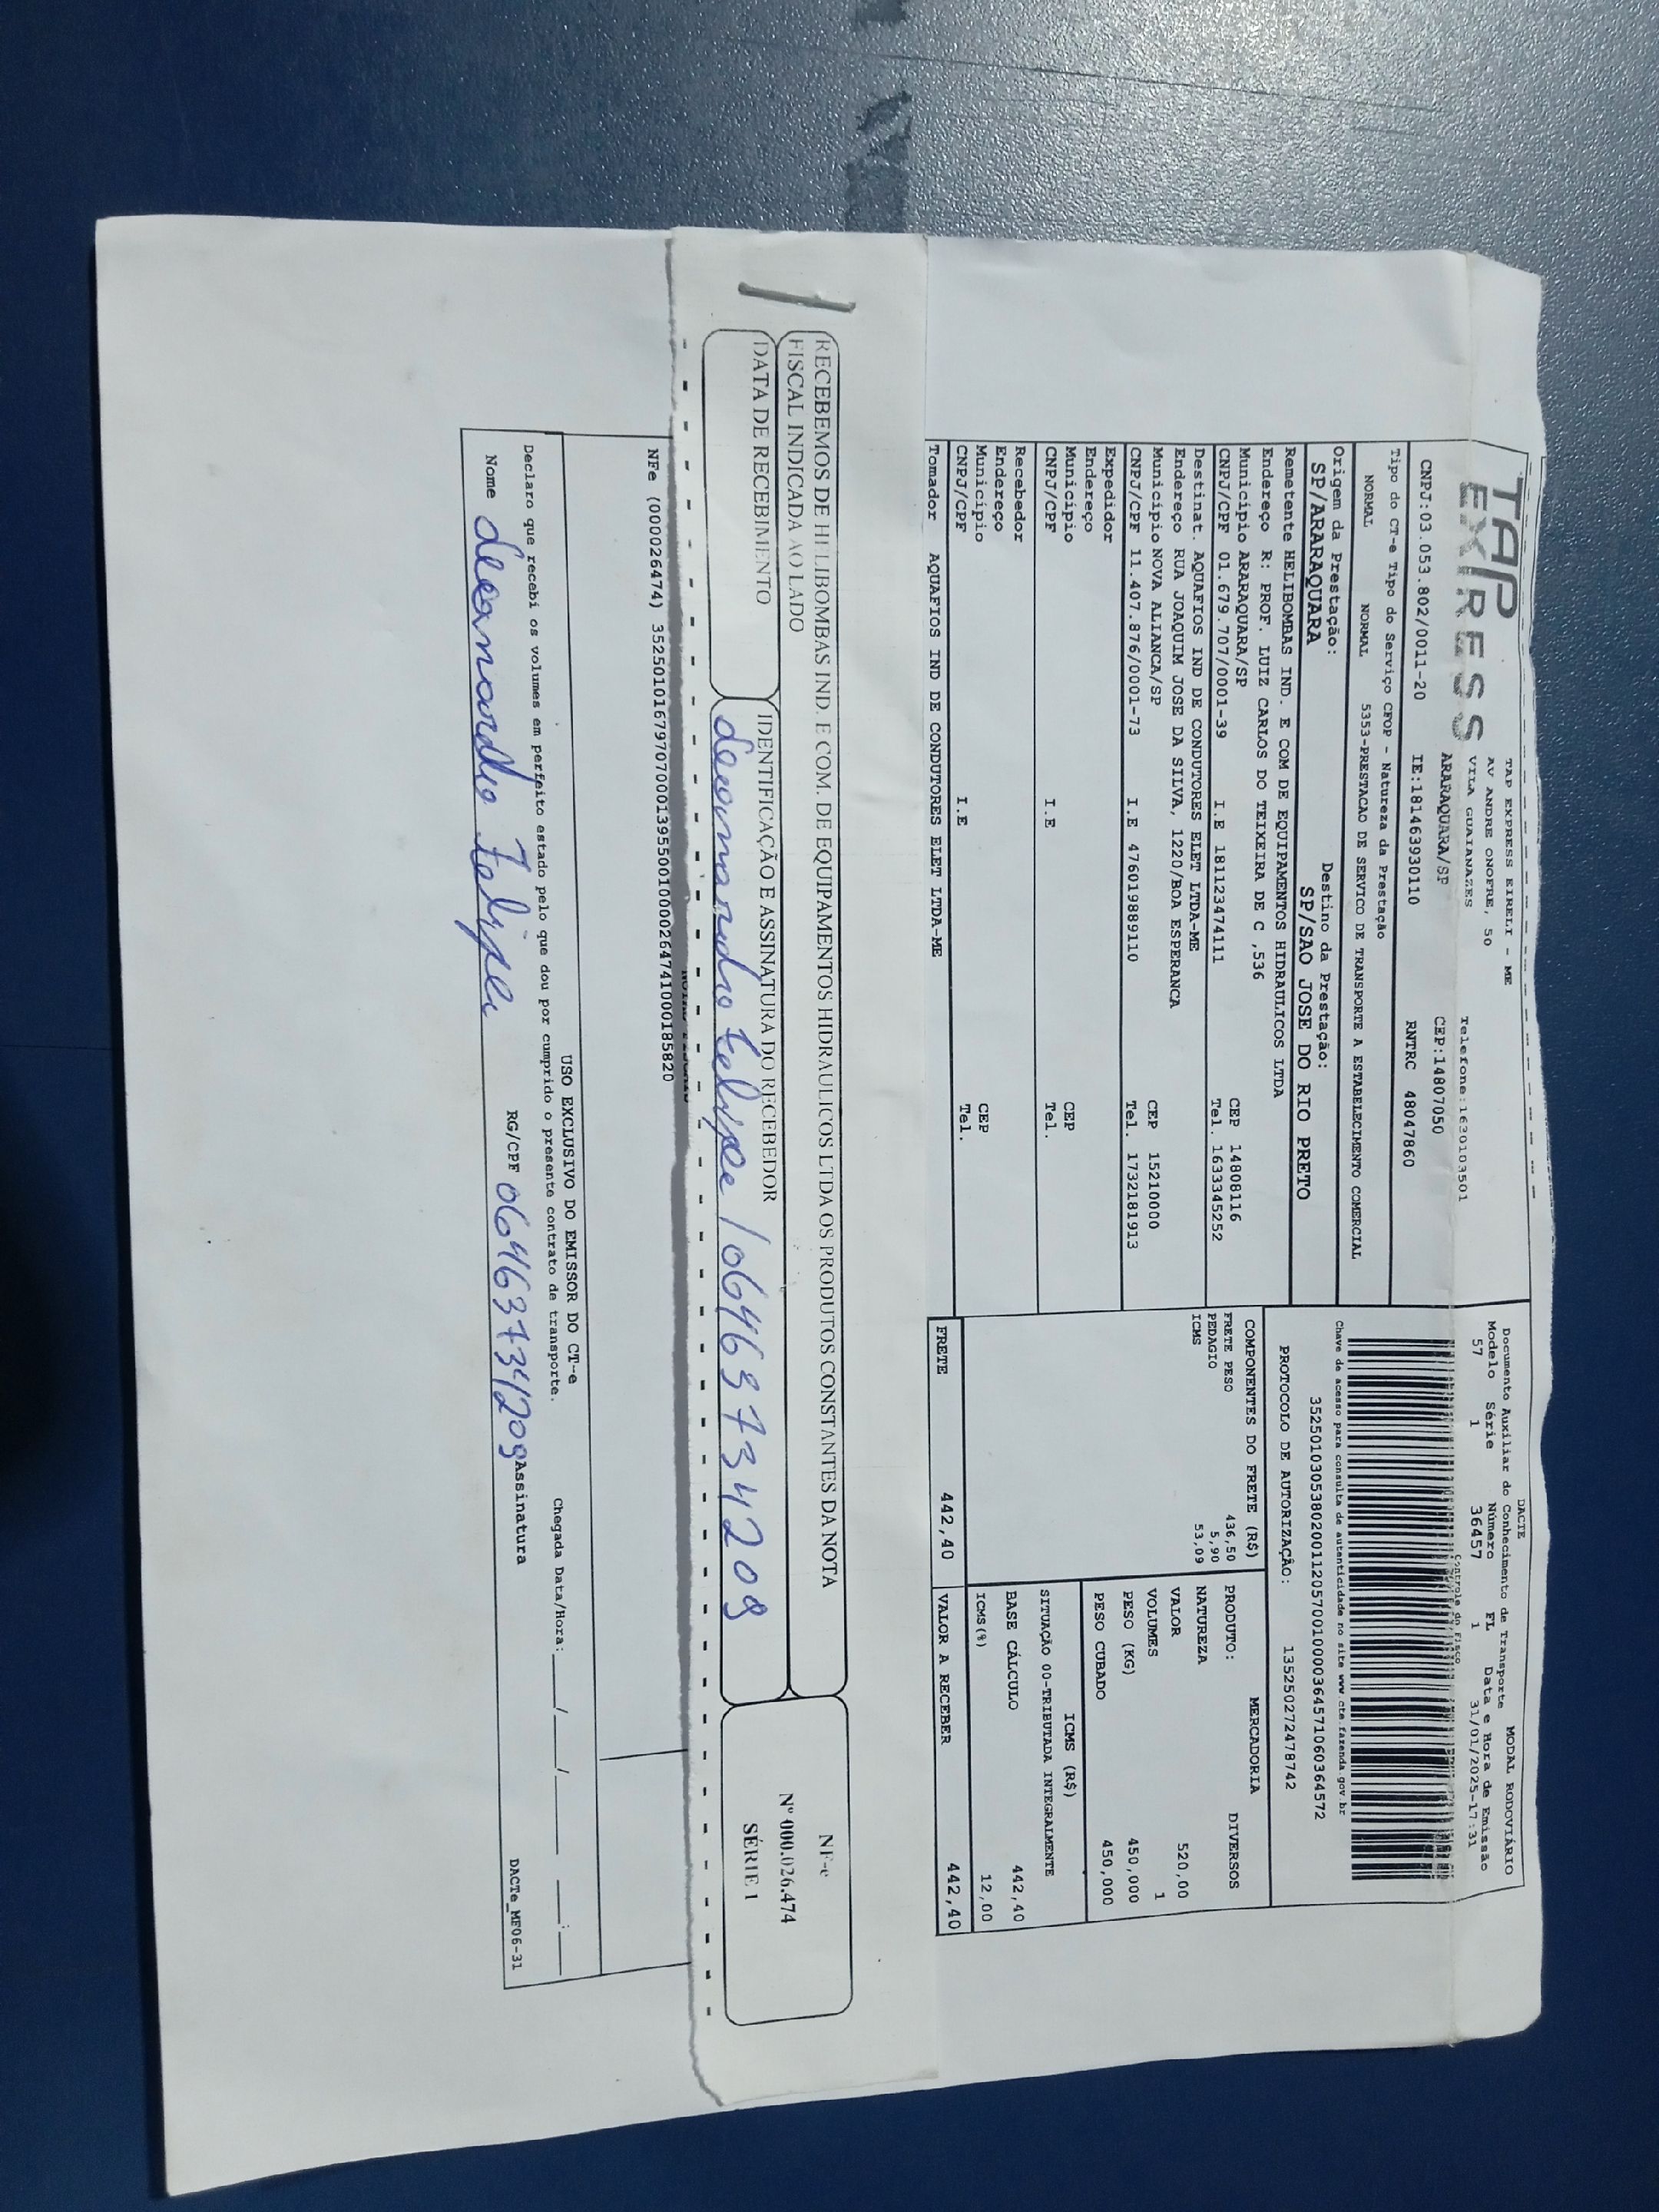 TAP EXPRESS
TAP EXPRESS EIRELI - ME
AV ANDRE ONOFRE, 50
VILA GUAIANAZES
Telefone:1630103501
ARARAQUARA/SP CEP:14807050
CNPJ:03.053.802/0011-20 IE:181463930110 RNTRC 48047860
DACTE
Documento Auxiliar do Conhecimento de Transporte MODAL RODOVIÁRIO
Modelo Série Número FL Data e Hora de Emissão
57 1 36457 1 31/01/2025-17:31
Controle do Fisco
Chave de acesso para consulta de autenticidade no site www.cte.fazenda.gov.br
35250103053802001120570010000364571060364572
PROTOCOLO DE AUTORIZAÇÃO: 135250272478742
Tipo do CT-e Tipo do Serviço CFOP - Natureza da Prestação
NORMAL NORMAL 5353-PRESTACAO DE SERVICO DE TRANSPORTE A ESTABELECIMENTO COMERCIAL
Origem da Prestação: Destino da Prestação:
SP/ARARAQUARA SP/SAO JOSE DO RIO PRETO
Remetente HELIBOMBAS IND. E COM DE EQUIPAMENTOS HIDRAULICOS LTDA
Endereço R: PROF. LUIZ CARLOS DO TEIXEIRA DE C ,536
Município ARARAQUARA/SP CEP 14808116
CNPJ/CPF 01.679.707/0001-39 I.E 181123474111 Tel. 1633345252
Destinat. AQUAFIOS IND DE CONDUTORES ELET LTDA-ME
Endereço RUA JOAQUIM JOSE DA SILVA, 1220/BOA ESPERANCA
Município NOVA ALIANCA/SP CEP 15210000
CNPJ/CPF 11.407.876/0001-73 I.E 476019889110 Tel. 1732181913
Expedidor
Endereço
Município CEP
CNPJ/CPF I.E Tel.
Recebedor
Endereço
Município CEP
CNPJ/CPF I.E Tel.
Tomador AQUAFIOS IND DE CONDUTORES ELET LTDA-ME
COMPONENTES DO FRETE (R$)
FRETE PESO 436,50
PEDAGIO 5,90
ICMS 53,09
FRETE 442,40
MERCADORIA
PRODUTO: DIVERSOS
NATUREZA
VALOR 520,00
VOLUMES 1
PESO (KG) 450,000
PESO CUBADO 450,000
ICMS (R$)
SITUAÇÃO 00-TRIBUTADA INTEGRALMENTE
BASE CÁLCULO 442,40
ICMS(%) 12,00
VALOR A RECEBER 442,40
RECEBEMOS DE HELIBOMBAS IND. E COM. DE EQUIPAMENTOS HIDRAULICOS LTDA OS PRODUTOS CONSTANTES DA NOTA
FISCAL INDICADA AO LADO
DATA DE RECEBIMENTO IDENTIFICAÇÃO E ASSINATURA DO RECEBEDOR
Leonardo Felipe / 06463734209
NF-e
Nº 000.026.474
SÉRIE 1
NFe (000026474) 35250101679707000139550010000264741000185820
USO EXCLUSIVO DO EMISSOR DO CT-e
Declaro que recebi os volumes em perfeito estado pelo que dou por cumprido o presente contrato de transporte. Chegada Data/Hora: ___/___/_____ ___:___
Nome Leonardo Felipe RG/CPF 06463734209 Assinatura
DACTe_MF06-31